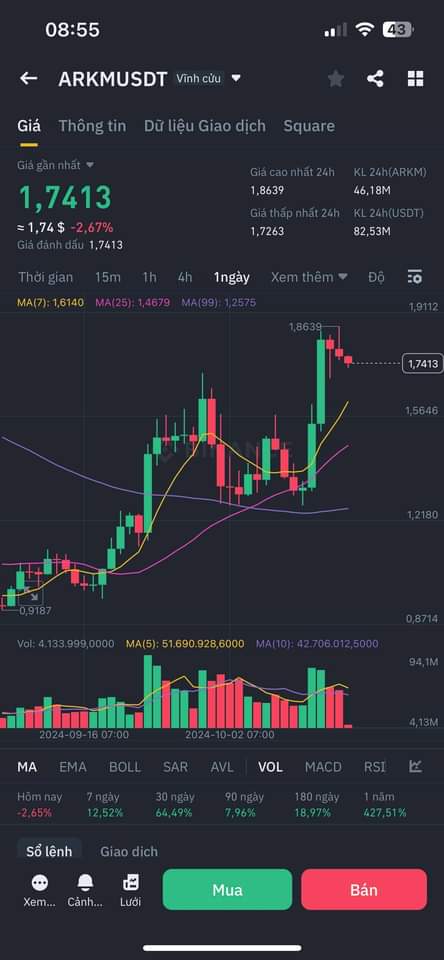 08:55
43
ARKMUSDT Vĩnh cửu
Giá Thông tin Dữ liệu Giao dịch Square
Giá gần nhất
1,7413
≈ 1,74 $ -2,67%
Giá đánh dấu 1,7413
Giá cao nhất 24h KL 24h(ARKM)
1,8639 46,18M
Giá thấp nhất 24h KL 24h(USDT)
1,7263 82,53M
Thời gian 15m 1h 4h 1ngày Xem thêm Độ
MA(7): 1,6140 MA(25): 1,4679 MA(99): 1,2575
1,9112
1,8639
1,7413
1,5646
BINANCE
1,2180
0,9187
0,8714
Vol: 4.133.999,0000 MA(5): 51.690.928,6000 MA(10): 42.706.012,5000
94,1M
4,13M
2024-09-16 07:00 2024-10-02 07:00
MA EMA BOLL SAR AVL VOL MACD RSI
Hôm nay 7 ngày 30 ngày 90 ngày 180 ngày 1 năm
-2,65% 12,52% 64,49% 7,96% 18,97% 427,51%
Sổ lệnh Giao dịch
Xem... Cảnh... Lưới
Mua Bán